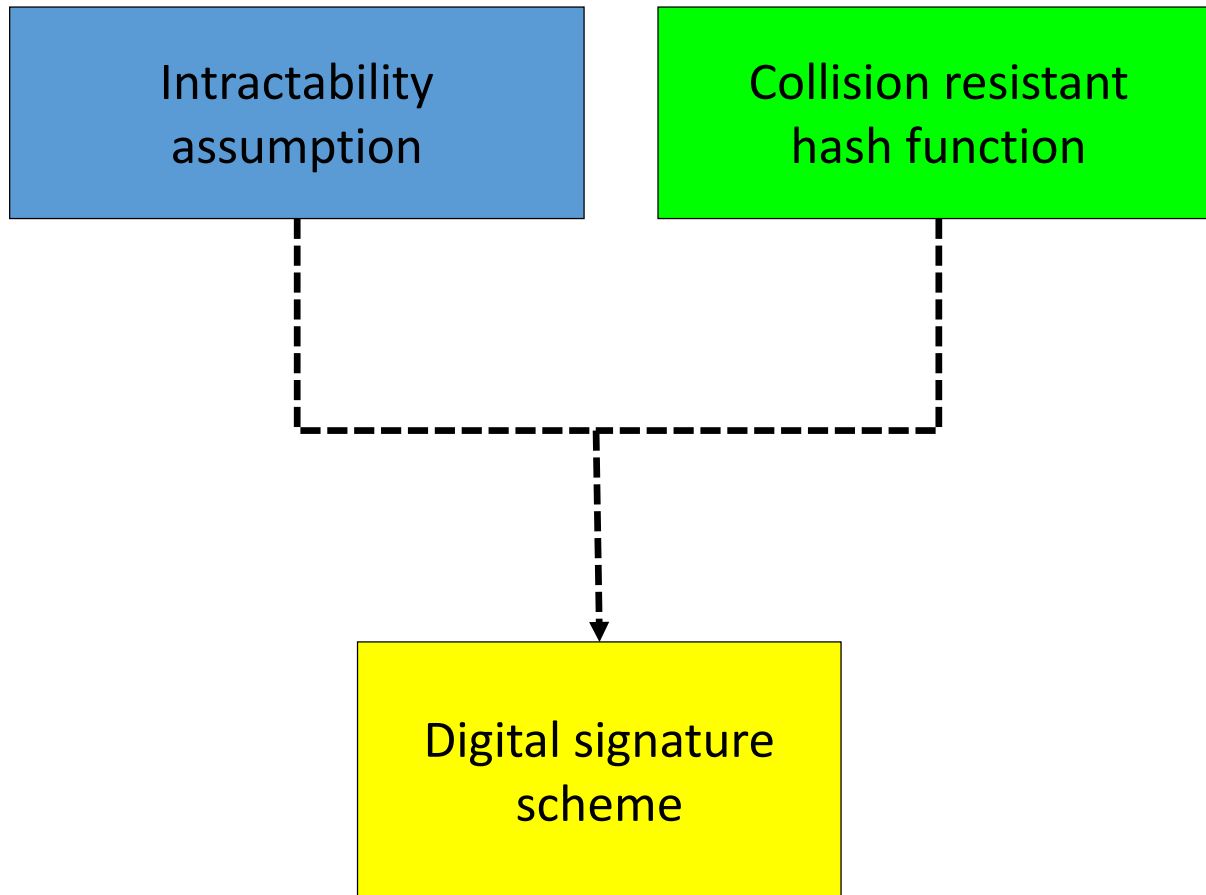 Intractability
assumption
Collision resistant
hash function
Digital signature
scheme